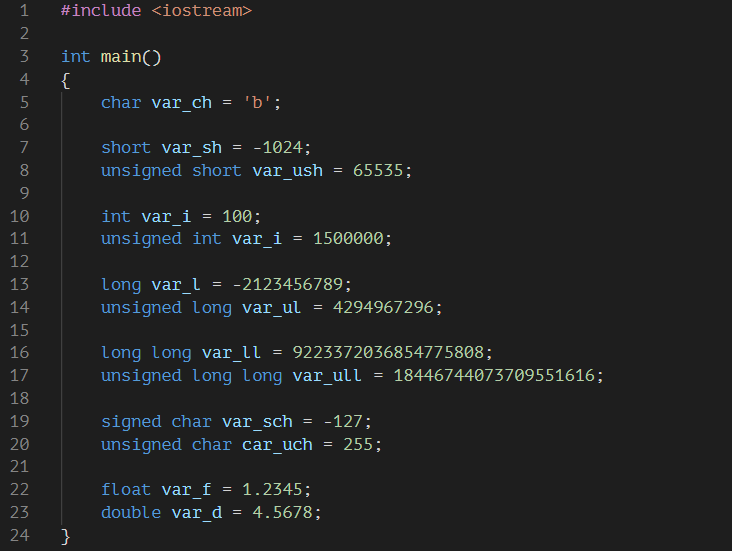 1 #include <iostream>
2
3 int main()
4 {
5 char var_ch = 'b';
6
7 short var_sh = -1024;
8 unsigned short var_ush = 65535;
9
10 int var_i = 100;
11 unsigned int var_i = 1500000;
12
13 long var_l = -2123456789;
14 unsigned long var_ul = 4294967296;
15
16 long long var_ll = 9223372036854775808;
17 unsigned long long var_ull = 18446744073709551616;
18
19 signed char var_sch = -127;
20 unsigned char car_uch = 255;
21
22 float var_f = 1.2345;
23 double var_d = 4.5678;
24 }